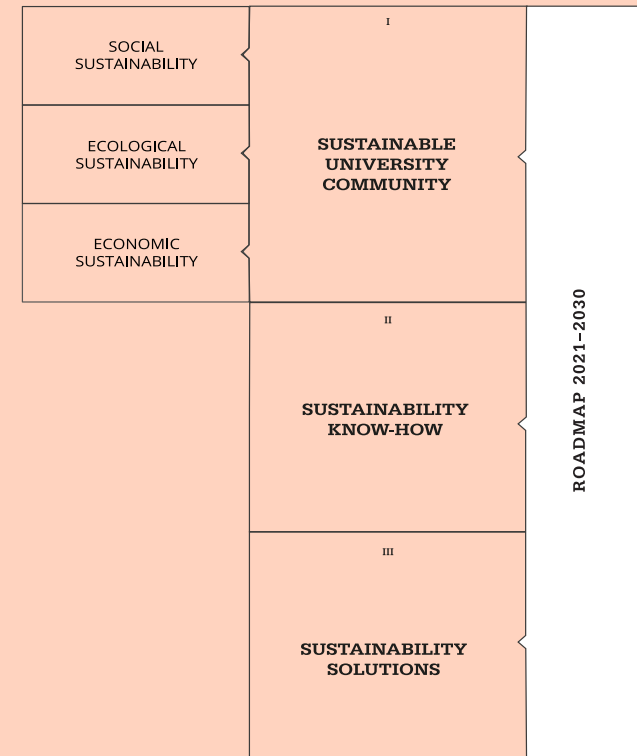 SOCIAL
SUSTAINABILITY
ECOLOGICAL
SUSTAINABILITY
ECONOMIC
SUSTAINABILITY
I
SUSTAINABLE
UNIVERSITY
COMMUNITY
II
SUSTAINABILITY
KNOW-HOW
III
SUSTAINABILITY
SOLUTIONS
ROADMAP 2021–2030